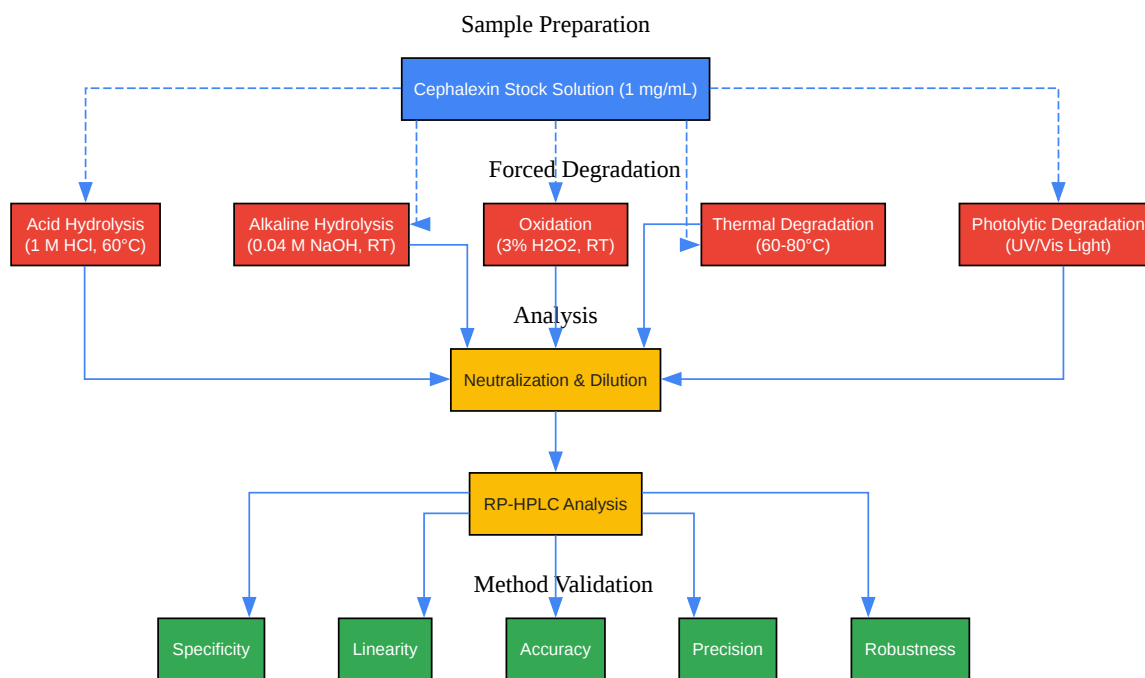 Sample Preparation
Cephalexin Stock Solution (1 mg/mL)
Forced Degradation
Acid Hydrolysis
(1 M HCl, 60°C)
Alkaline Hydrolysis
(0.04 M NaOH, RT)
Oxidation
(3% H2O2, RT)
Thermal Degradation
(60-80°C)
Photolytic Degradation
(UV/Vis Light)
Analysis
Neutralization & Dilution
RP-HPLC Analysis
Method Validation
Specificity
Linearity
Accuracy
Precision
Robustness